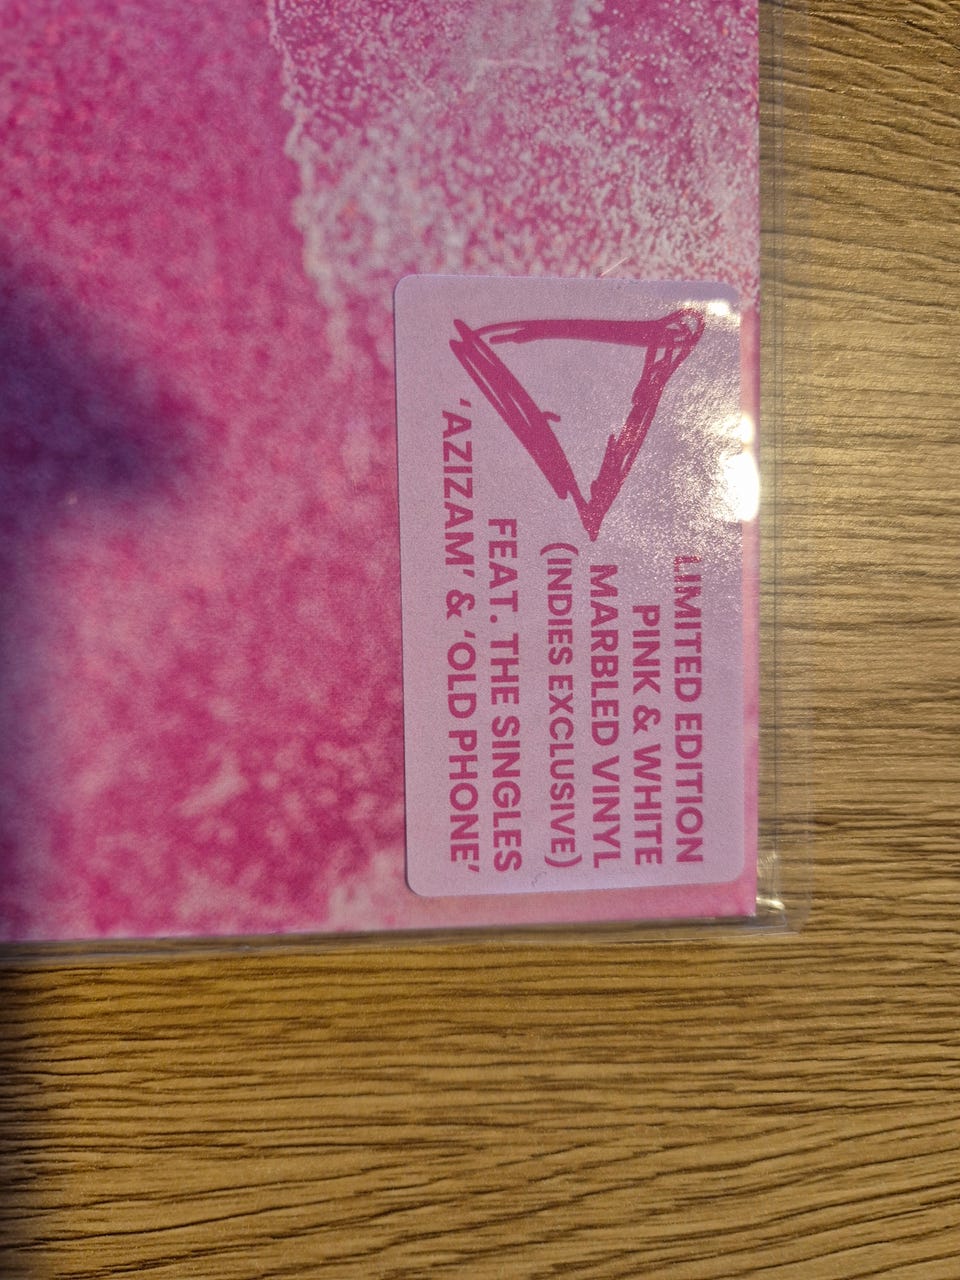 LIMITED EDITION
PINK & WHITE
MARBLED VINYL
(INDIES EXCLUSIVE)
FEAT. THE SINGLES
‘AZIZAM’ & ‘OLD PHONE’